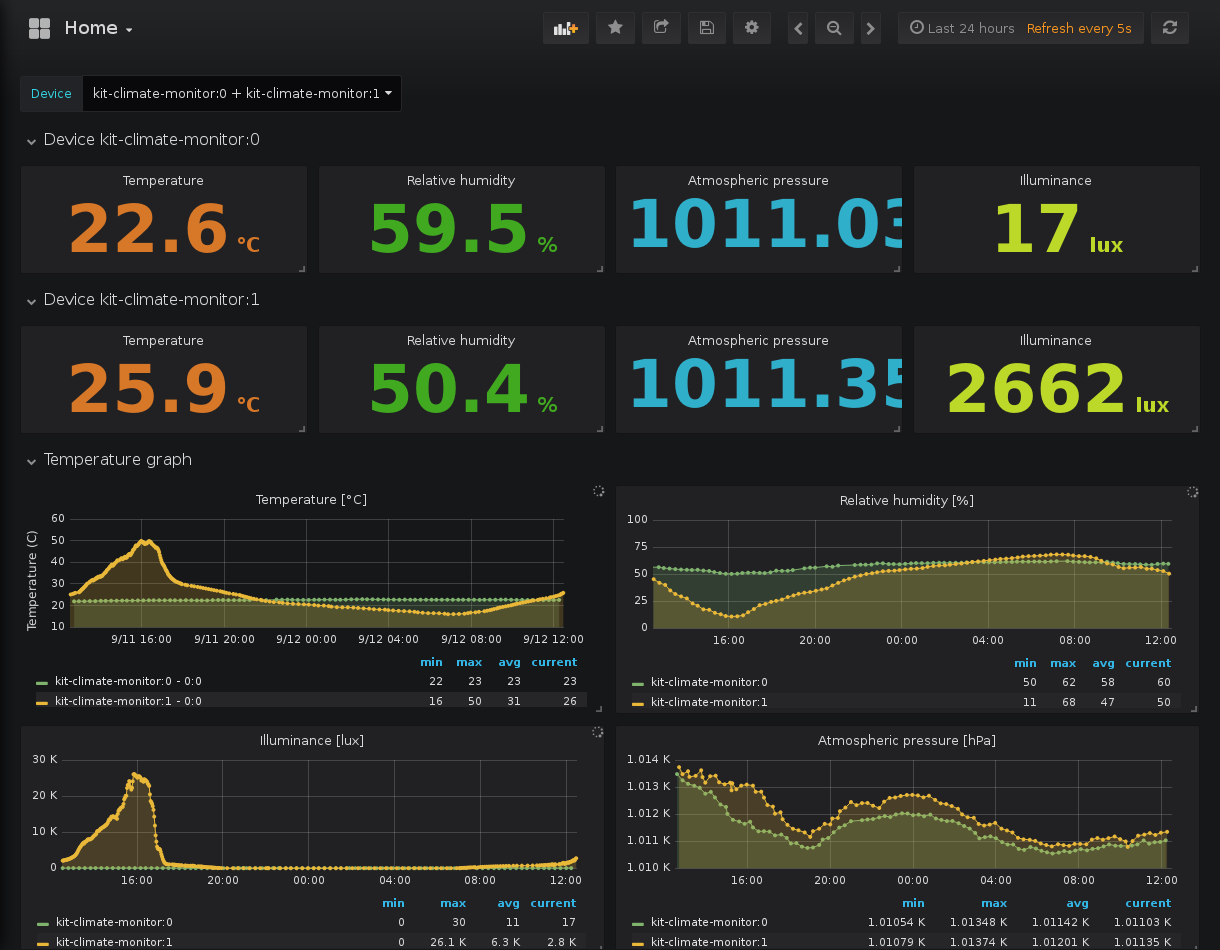 Home
Last 24 hours Refresh every 5s
Device kit-climate-monitor:0 + kit-climate-monitor:1
Device kit-climate-monitor:0
Temperature Relative humidity Atmospheric pressure Illuminance
22.6 °C 59.5 % 1011.03 17 lux
Device kit-climate-monitor:1
Temperature Relative humidity Atmospheric pressure Illuminance
25.9 °C 50.4 % 1011.35 2662 lux
Temperature graph
Temperature [°C]
Temperature (C)
60
50
40
30
20
10
9/11 16:00 9/11 20:00 9/12 00:00 9/12 04:00 9/12 08:00 9/12 12:00
min max avg current
kit-climate-monitor:0 - 0:0 22 23 23 23
kit-climate-monitor:1 - 0:0 16 50 31 26
Relative humidity [%]
100
75
50
25
0
16:00 20:00 00:00 04:00 08:00 12:00
min max avg current
kit-climate-monitor:0 50 62 58 60
kit-climate-monitor:1 11 68 47 50
Illuminance [lux]
30 K
20 K
10 K
0
16:00 20:00 00:00 04:00 08:00 12:00
min max avg current
kit-climate-monitor:0 0 30 11 17
kit-climate-monitor:1 0 26.1 K 6.3 K 2.8 K
Atmospheric pressure [hPa]
1.014 K
1.013 K
1.012 K
1.011 K
1.010 K
16:00 20:00 00:00 04:00 08:00 12:00
min max avg current
kit-climate-monitor:0 1.01054 K 1.01348 K 1.01142 K 1.01103 K
kit-climate-monitor:1 1.01079 K 1.01374 K 1.01201 K 1.01135 K